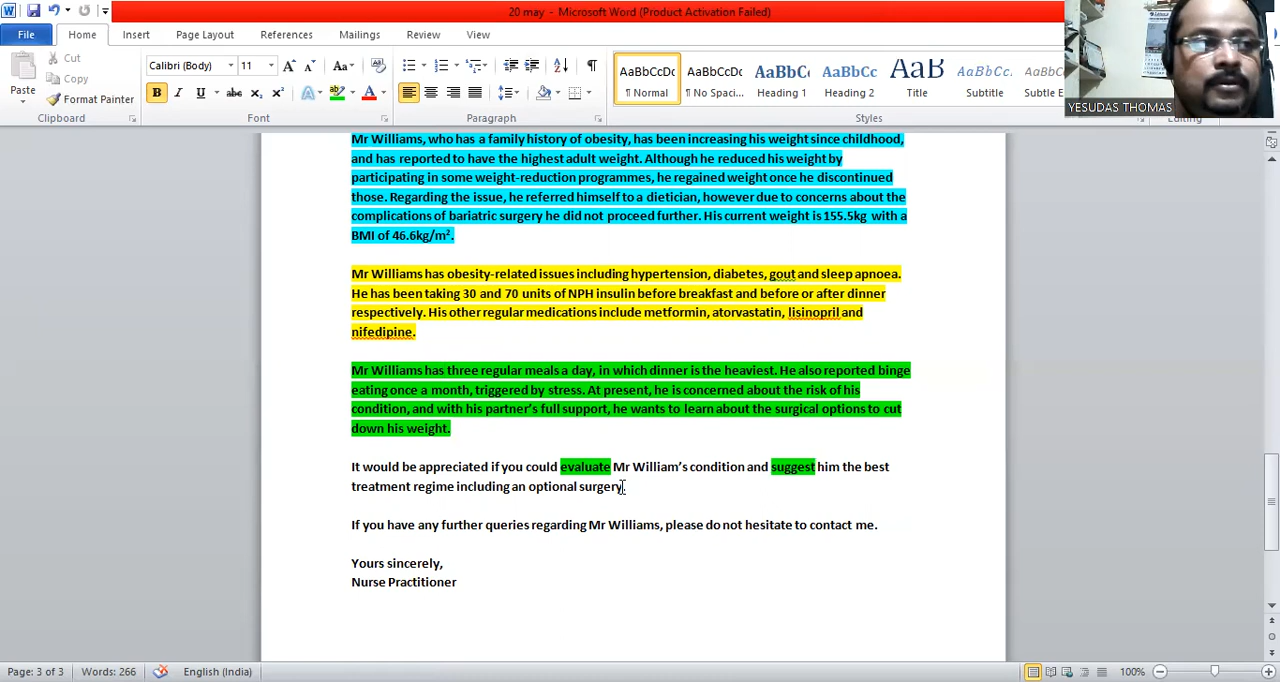 20 may - Microsoft Word (Product Activation Failed)
File Home Insert Page Layout References Mailings Review View
Cut
Copy
Format Painter
Paste
Calibri (Body) 11
AaBbCcDc AaBbCcDc AaBbCc AaBbCc AaB AaBbCcDc. AaBbCcDc
¶ Normal ¶ No Spaci... Heading 1 Heading 2 Title Subtitle Subtle E
Clipboard Font Paragraph Styles Editing
YESUDAS THOMAS
Mr Williams, who has a family history of obesity, has been increasing his weight since childhood,
and has reported to have the highest adult weight. Although he reduced his weight by
participating in some weight-reduction programmes, he regained weight once he discontinued
those. Regarding the issue, he referred himself to a dietician, however due to concerns about the
complications of bariatric surgery he did not proceed further. His current weight is 155.5kg with a
BMI of 46.6kg/m².
Mr Williams has obesity-related issues including hypertension, diabetes, gout and sleep apnoea.
He has been taking 30 and 70 units of NPH insulin before breakfast and before or after dinner
respectively. His other regular medications include metformin, atorvastatin, lisinopril and
nifedipine.
Mr Williams has three regular meals a day, in which dinner is the heaviest. He also reported binge
eating once a month, triggered by stress. At present, he is concerned about the risk of his
condition, and with his partner's full support, he wants to learn about the surgical options to cut
down his weight.
It would be appreciated if you could evaluate Mr William's condition and suggest him the best
treatment regime including an optional surgery.
If you have any further queries regarding Mr Williams, please do not hesitate to contact me.
Yours sincerely,
Nurse Practitioner
Page: 3 of 3 Words: 266 English (India) 100%